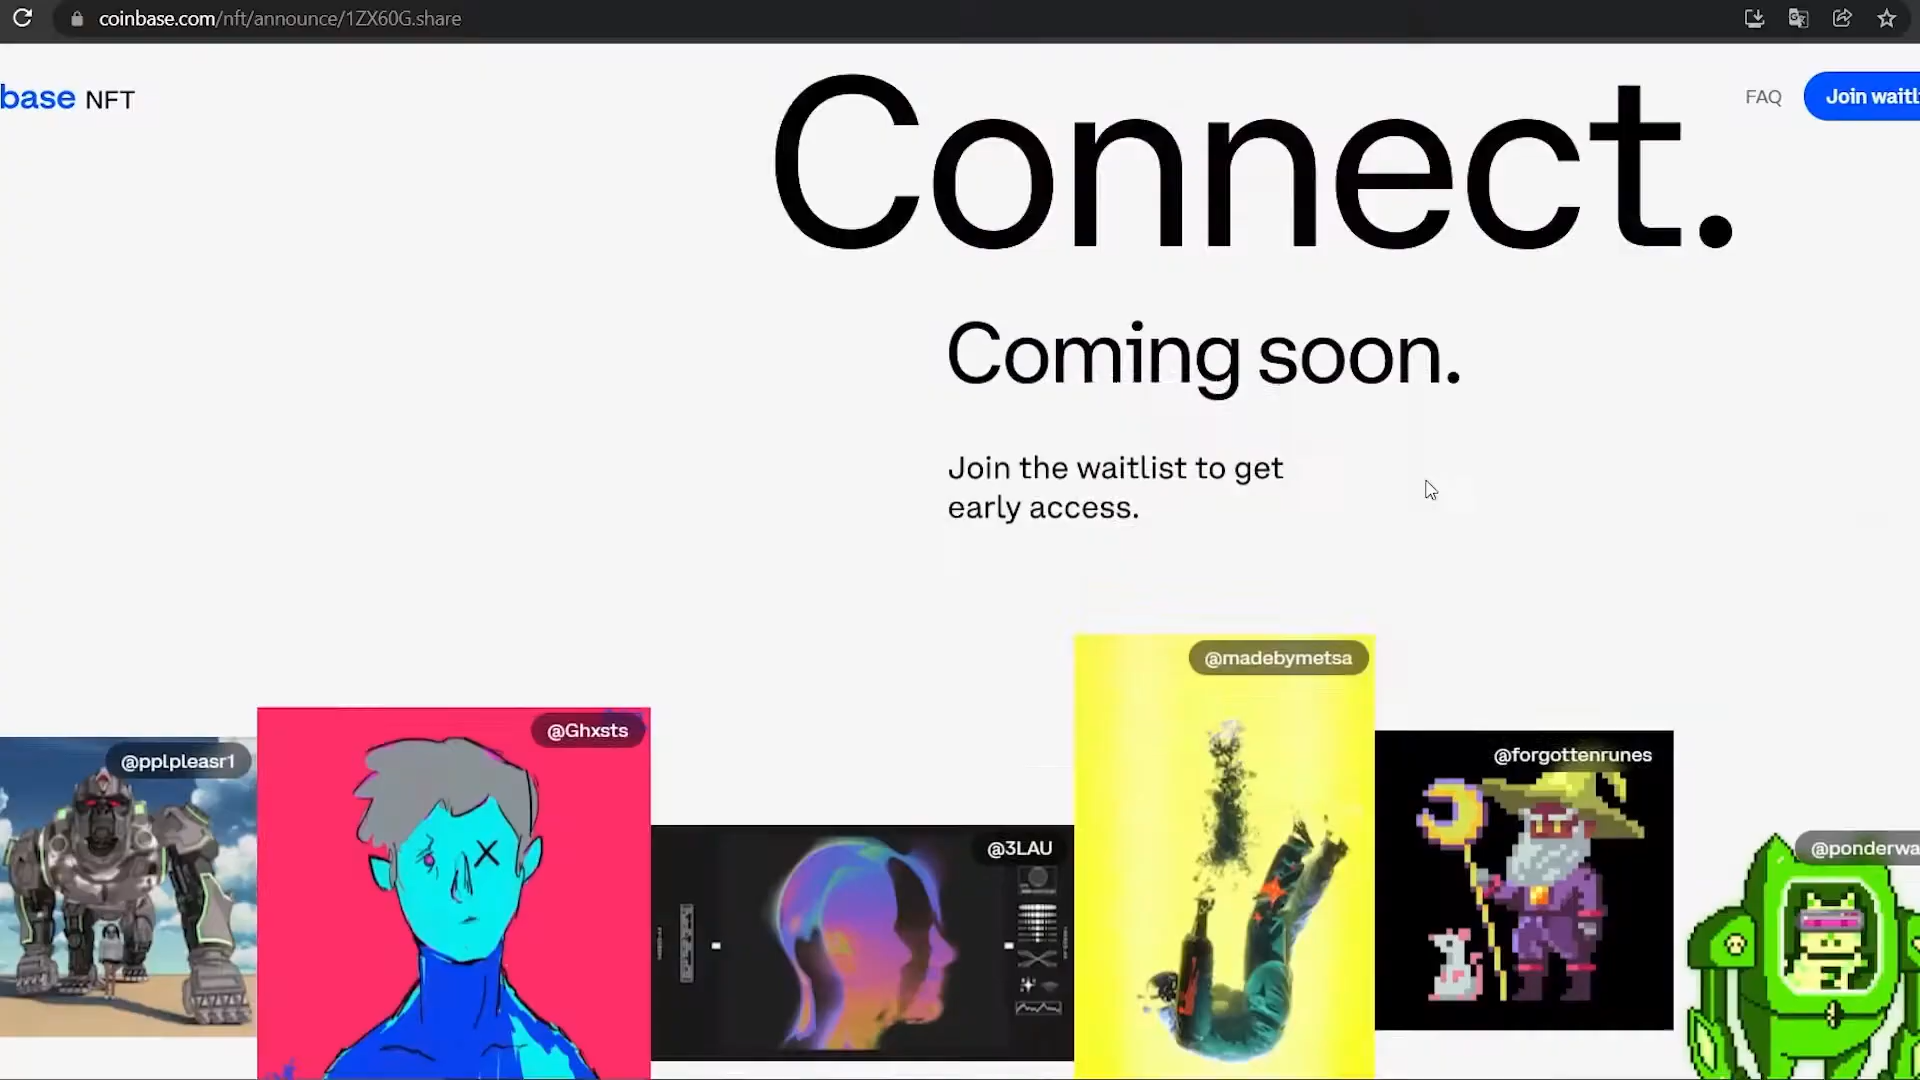 coinbase.com/nft/announce/1ZX60G.share
base NFT
Connect.
FAQ
Join waitl
Coming soon.
Join the waitlist to get
early access.
@madebymetsa
@Ghxsts
@forgottenrunes
@pplpleasr1
@3LAU
@ponderwa